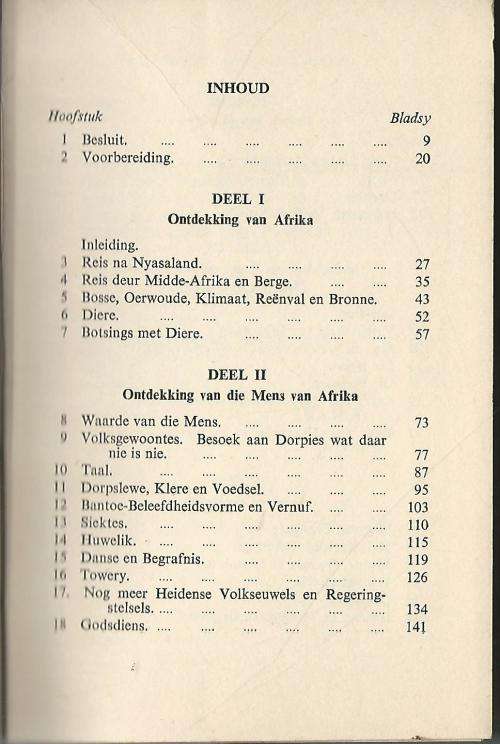 INHOUD
Hoofstuk Bladsy
1 Besluit. .... .... .... .... .... .... 9
2 Voorbereiding. .... .... .... .... .... 20
DEEL I
Ontdekking van Afrika
Inleiding.
3 Reis na Nyasaland. .... .... .... .... 27
4 Reis deur Midde-Afrika en Berge. .... .... 35
5 Bosse, Oerwoude, Klimaat, Reënval en Bronne. 43
6 Diere. .... .... .... .... .... .... 52
7 Botsings met Diere. .... .... .... .... 57
DEEL II
Ontdekking van die Mens van Afrika
8 Waarde van die Mens. .... .... .... .... 73
9 Volksgewoontes. Besoek aan Dorpies wat daar
nie is nie. .... .... .... .... .... 77
10 Taal. .... .... .... .... .... .... 87
11 Dorpslewe, Klere en Voedsel. .... .... .... 95
12 Bantoe-Beleefdheidsvorme en Vernuf. .... .... 103
13 Siektes. .... .... .... .... .... .... 110
14 Huwelik. .... .... .... .... .... .... 115
15 Danse en Begrafnis. .... .... .... .... 119
16 Towery. .... .... .... .... .... .... 126
17. Nog meer Heidense Volkseuwels en Regering-
stelsels. .... .... .... .... .... .... 134
18 Godsdiens. .... .... .... .... .... .... 141